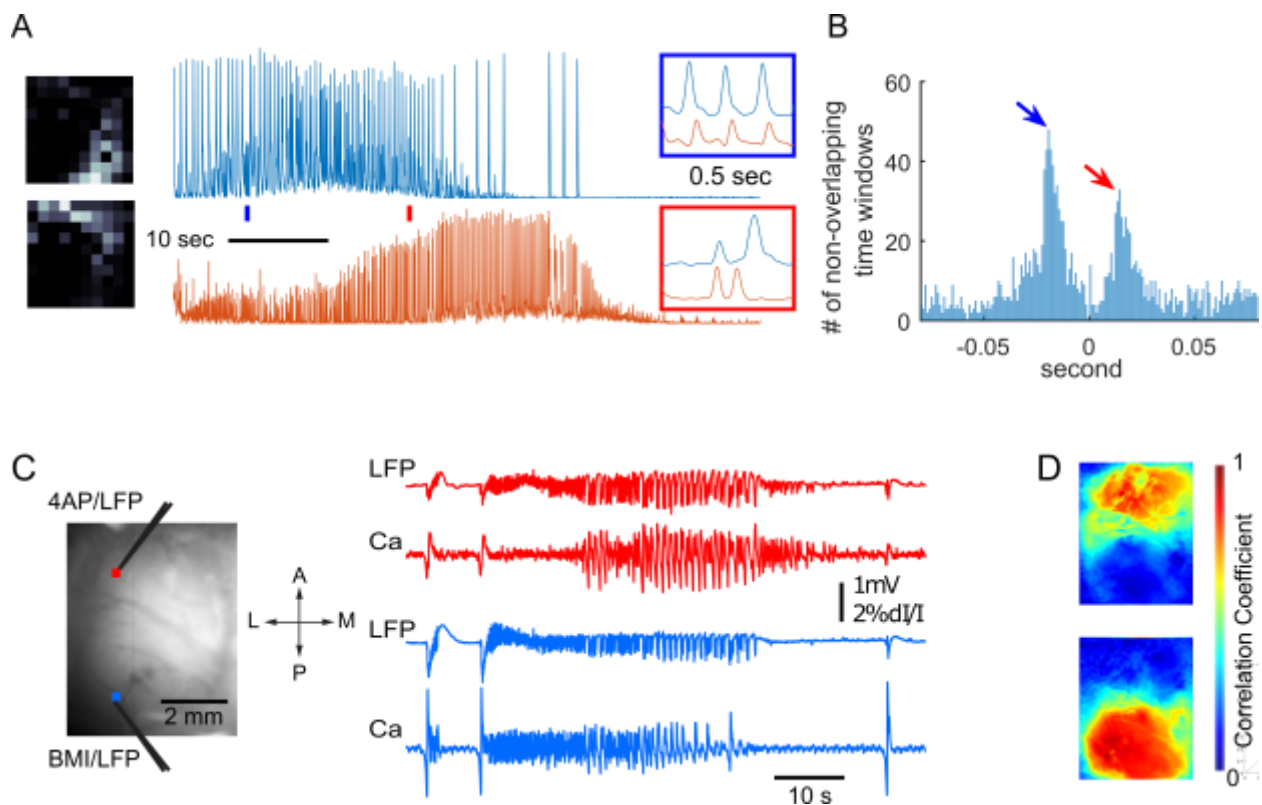 A
10 sec
0.5 sec
B
# of non-overlapping
time windows
60
40
20
0
-0.05
0
0.05
second
C
4AP/LFP
BMI/LFP
2 mm
A
L
M
P
LFP
Ca
LFP
Ca
1mV
2%dI/I
10 s
D
1
Correlation Coefficient
0